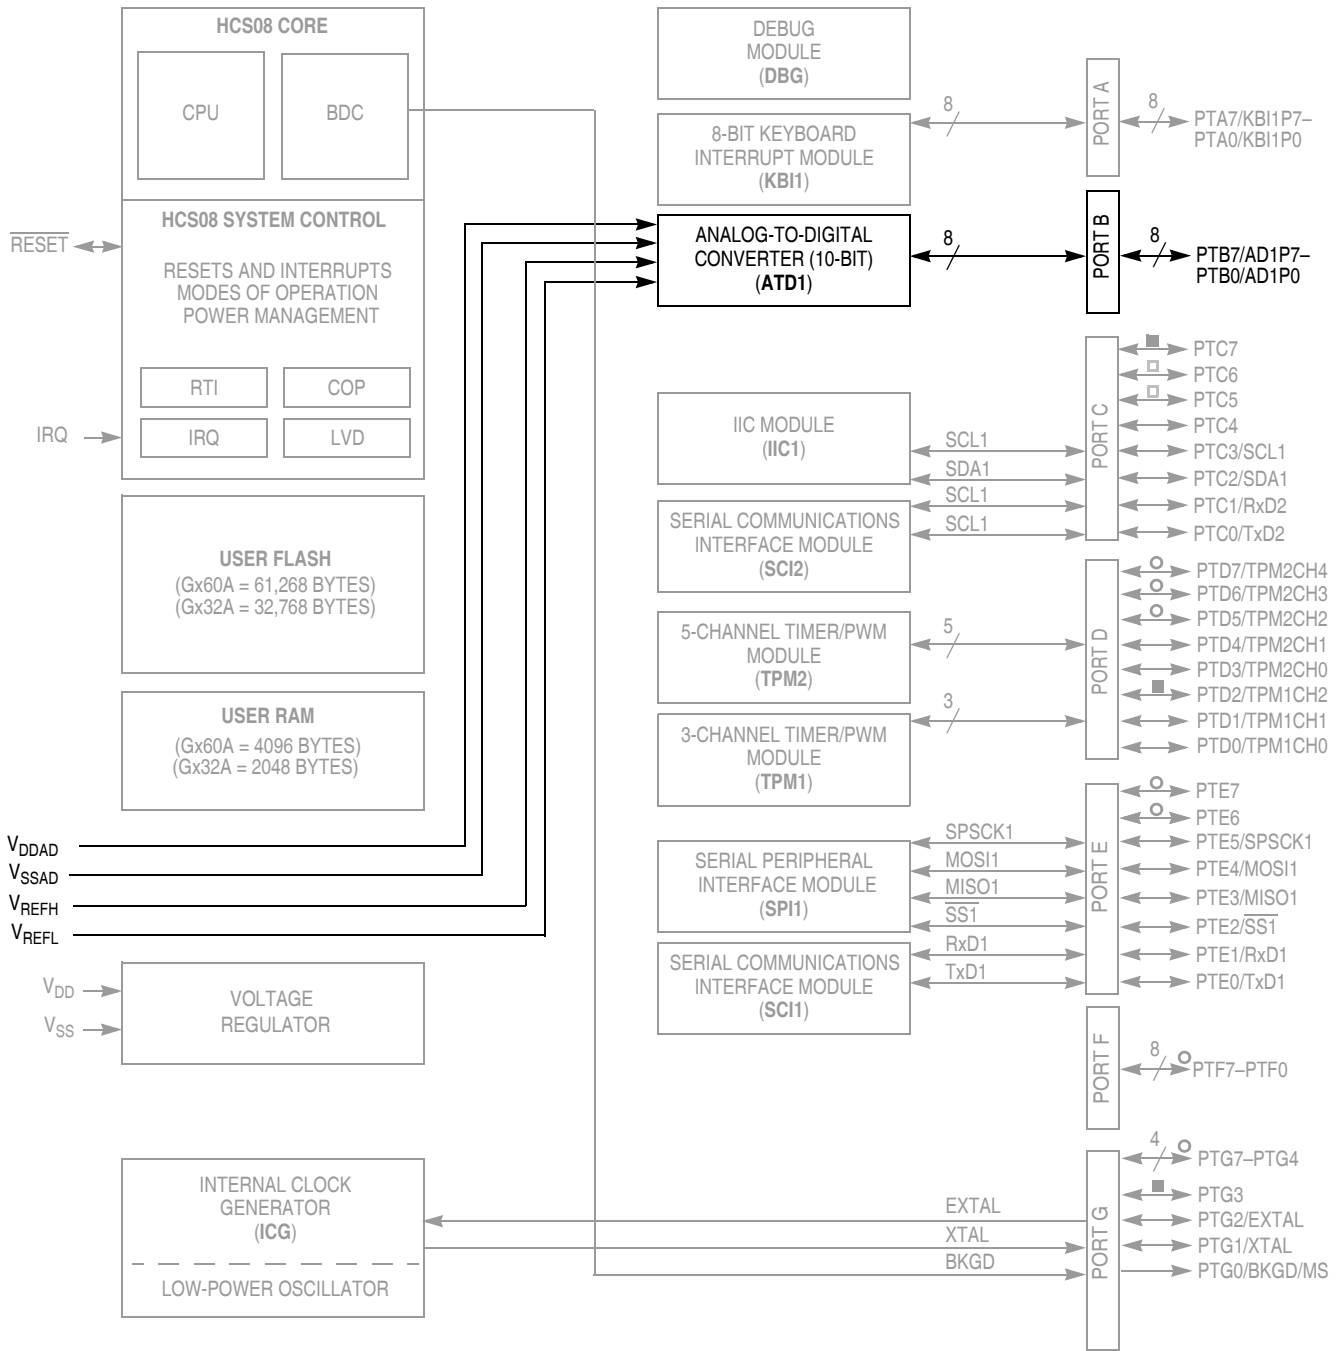 HCS08 CORE
CPU
BDC
HCS08 SYSTEM CONTROL
RESETS AND INTERRUPTS
MODES OF OPERATION
POWER MANAGEMENT
RTI
COP
IRQ
LVD
RESET
IRQ
USER FLASH
(Gx60A = 61,268 BYTES)
(Gx32A = 32,768 BYTES)
USER RAM
(Gx60A = 4096 BYTES)
(Gx32A = 2048 BYTES)
VDDAD
VSSAD
VREFH
VREFL
VDD
VSS
VOLTAGE
REGULATOR
INTERNAL CLOCK
GENERATOR
(ICG)
LOW-POWER OSCILLATOR
DEBUG
MODULE
(DBG)
8-BIT KEYBOARD
INTERRUPT MODULE
(KBI1)
8
PORT A
8
PTA7/KBI1P7–
PTA0/KBI1P0
ANALOG-TO-DIGITAL
CONVERTER (10-BIT)
(ATD1)
8
PORT B
8
PTB7/AD1P7–
PTB0/AD1P0
IIC MODULE
(IIC1)
SCL1
SDA1
SERIAL COMMUNICATIONS
INTERFACE MODULE
(SCI2)
SCL1
SCL1
PORT C
PTC7
PTC6
PTC5
PTC4
PTC3/SCL1
PTC2/SDA1
PTC1/RxD2
PTC0/TxD2
5-CHANNEL TIMER/PWM
MODULE
(TPM2)
5
3-CHANNEL TIMER/PWM
MODULE
(TPM1)
3
PORT D
PTD7/TPM2CH4
PTD6/TPM2CH3
PTD5/TPM2CH2
PTD4/TPM2CH1
PTD3/TPM2CH0
PTD2/TPM1CH2
PTD1/TPM1CH1
PTD0/TPM1CH0
SERIAL PERIPHERAL
INTERFACE MODULE
(SPI1)
SPSCK1
MOSI1
MISO1
SS1
SERIAL COMMUNICATIONS
INTERFACE MODULE
(SCI1)
RxD1
TxD1
PORT E
PTE7
PTE6
PTE5/SPSCK1
PTE4/MOSI1
PTE3/MISO1
PTE2/SS1
PTE1/RxD1
PTE0/TxD1
PORT F
8
PTF7–PTF0
EXTAL
XTAL
BKGD
PORT G
4
PTG7–PTG4
PTG3
PTG2/EXTAL
PTG1/XTAL
PTG0/BKGD/MS